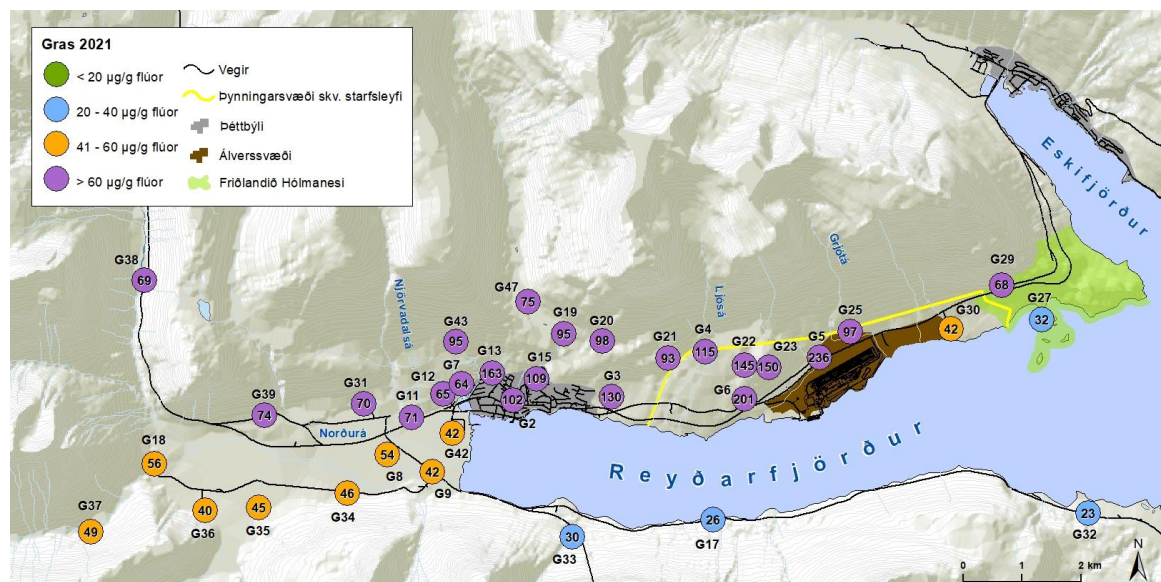 Gras 2021
< 20 µg/g flúor
20 - 40 µg/g flúor
41 - 60 µg/g flúor
> 60 µg/g flúor
Vegir
Þynningarsvæði skv. starfsleyfi
Þéttbýli
Álverssvæði
Friðlandið Hólmanesi
Eskifjörður
G38
69
Njörvadalsá
G47
75
G43
95
G19
95
G20
98
Ljósá
Grjótá
G29
68
G27
32
G30
42
G25
97
G21
93
G4
115
G22
145
G23
150
G5
236
G6
201
G13
163
G15
109
G7
64
G12
65
102
G2
G3
130
G31
70
G11
71
G39
74
Norðurá
42
G42
G18
56
54
G8
42
G9
Reyðarfjörður
G37
49
40
G36
45
G35
46
G34
30
G33
26
G17
23
G32
N
0 1 2 km